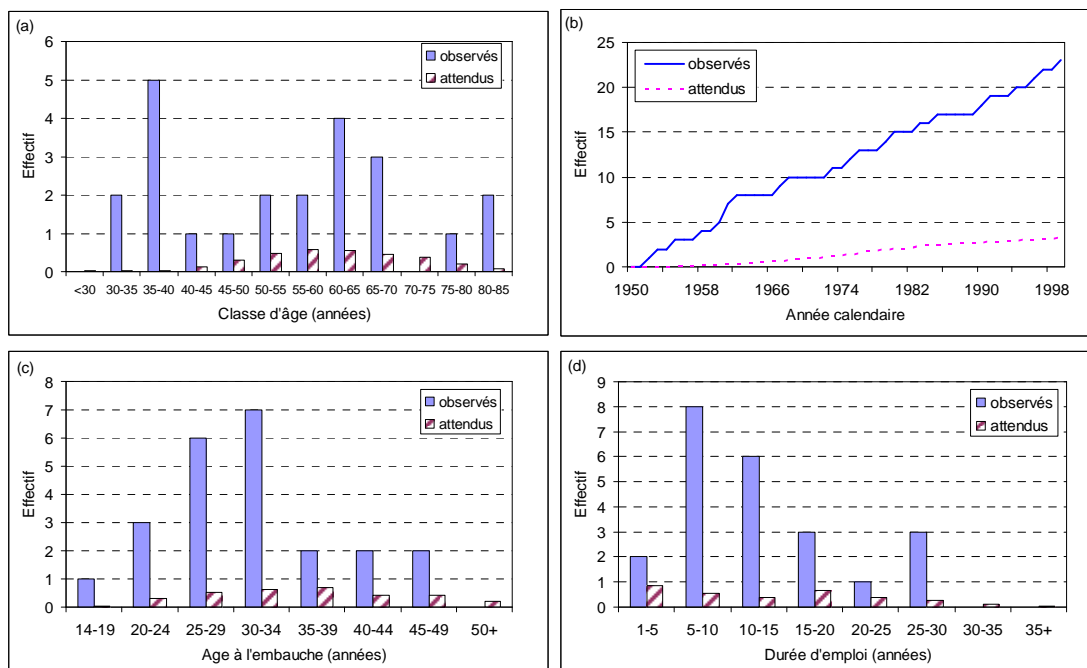 (a)
observés
attendus
Effectif
6
5
4
3
2
1
0
<30 30-35 35-40 40-45 45-50 50-55 55-60 60-65 65-70 70-75 75-80 80-85
Classe d'âge (années)
(b)
observés
attendus
Effectif
25
20
15
10
5
0
1950 1958 1966 1974 1982 1990 1998
Année calendaire
(c)
observés
attendus
Effectif
8
7
6
5
4
3
2
1
0
14-19 20-24 25-29 30-34 35-39 40-44 45-49 50+
Age à l'embauche (années)
(d)
observés
attendus
Effectif
9
8
7
6
5
4
3
2
1
0
1-5 5-10 10-15 15-20 20-25 25-30 30-35 35+
Durée d'emploi (années)